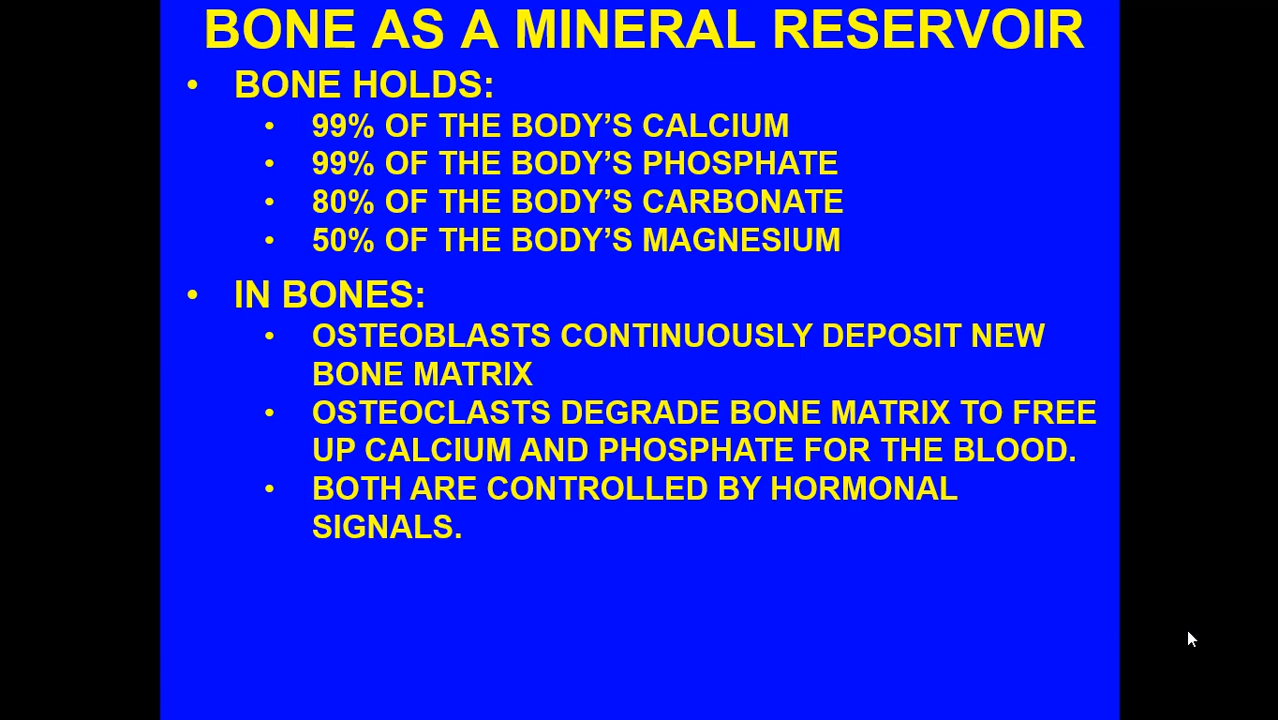 BONE AS A MINERAL RESERVOIR
• BONE HOLDS:
• 99% OF THE BODY’S CALCIUM
• 99% OF THE BODY’S PHOSPHATE
• 80% OF THE BODY’S CARBONATE
• 50% OF THE BODY’S MAGNESIUM
• IN BONES:
• OSTEOBLASTS CONTINUOUSLY DEPOSIT NEW
BONE MATRIX
• OSTEOCLASTS DEGRADE BONE MATRIX TO FREE
UP CALCIUM AND PHOSPHATE FOR THE BLOOD.
• BOTH ARE CONTROLLED BY HORMONAL
SIGNALS.